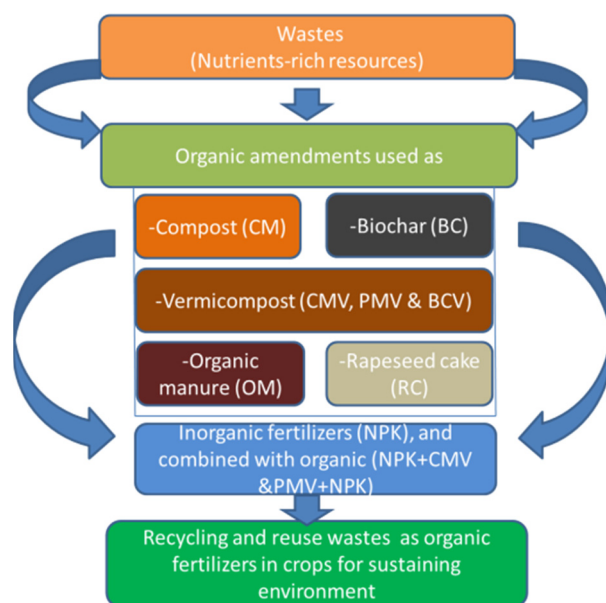 Wastes
(Nutrients-rich resources)
Organic amendments used as
-Compost (CM)
-Biochar (BC)
-Vermicompost (CMV, PMV & BCV)
-Organic
manure (OM)
-Rapeseed cake
(RC)
Inorganic fertilizers (NPK), and
combined with organic (NPK+CMV
&PMV+NPK)
Recycling and reuse wastes as organic
fertilizers in crops for sustaining
environment